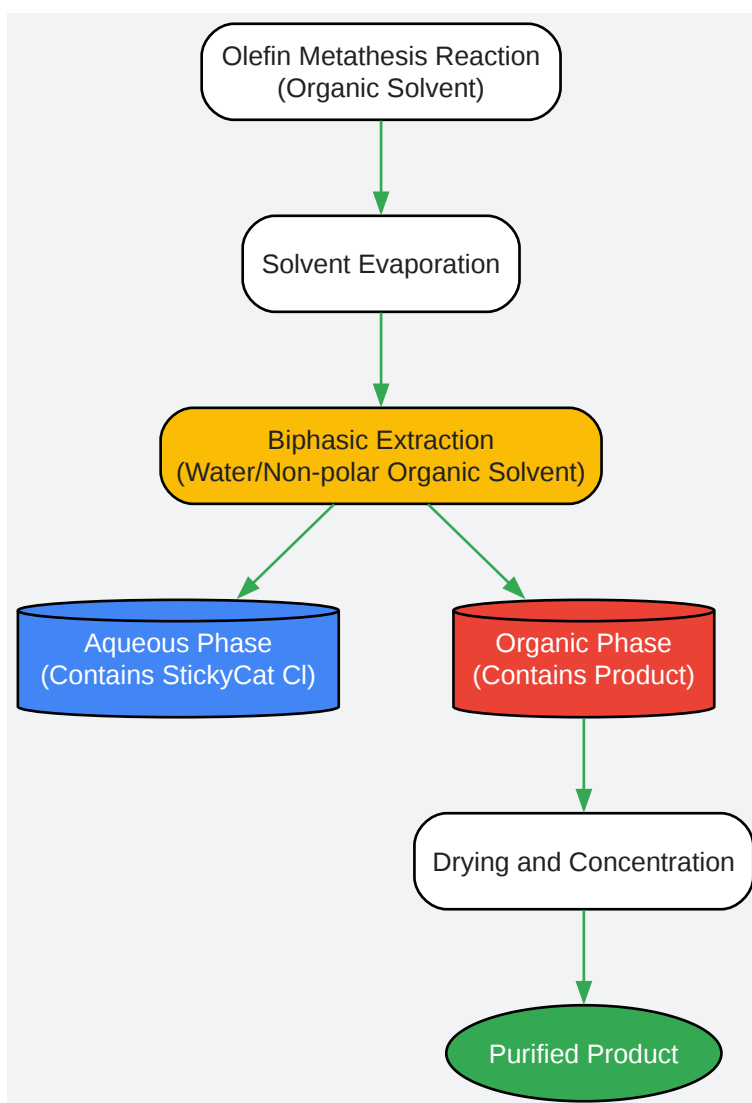 Olefin Metathesis Reaction
(Organic Solvent)
Solvent Evaporation
Biphasic Extraction
(Water/Non-polar Organic Solvent)
Aqueous Phase
(Contains StickyCat Cl)
Organic Phase
(Contains Product)
Drying and Concentration
Purified Product